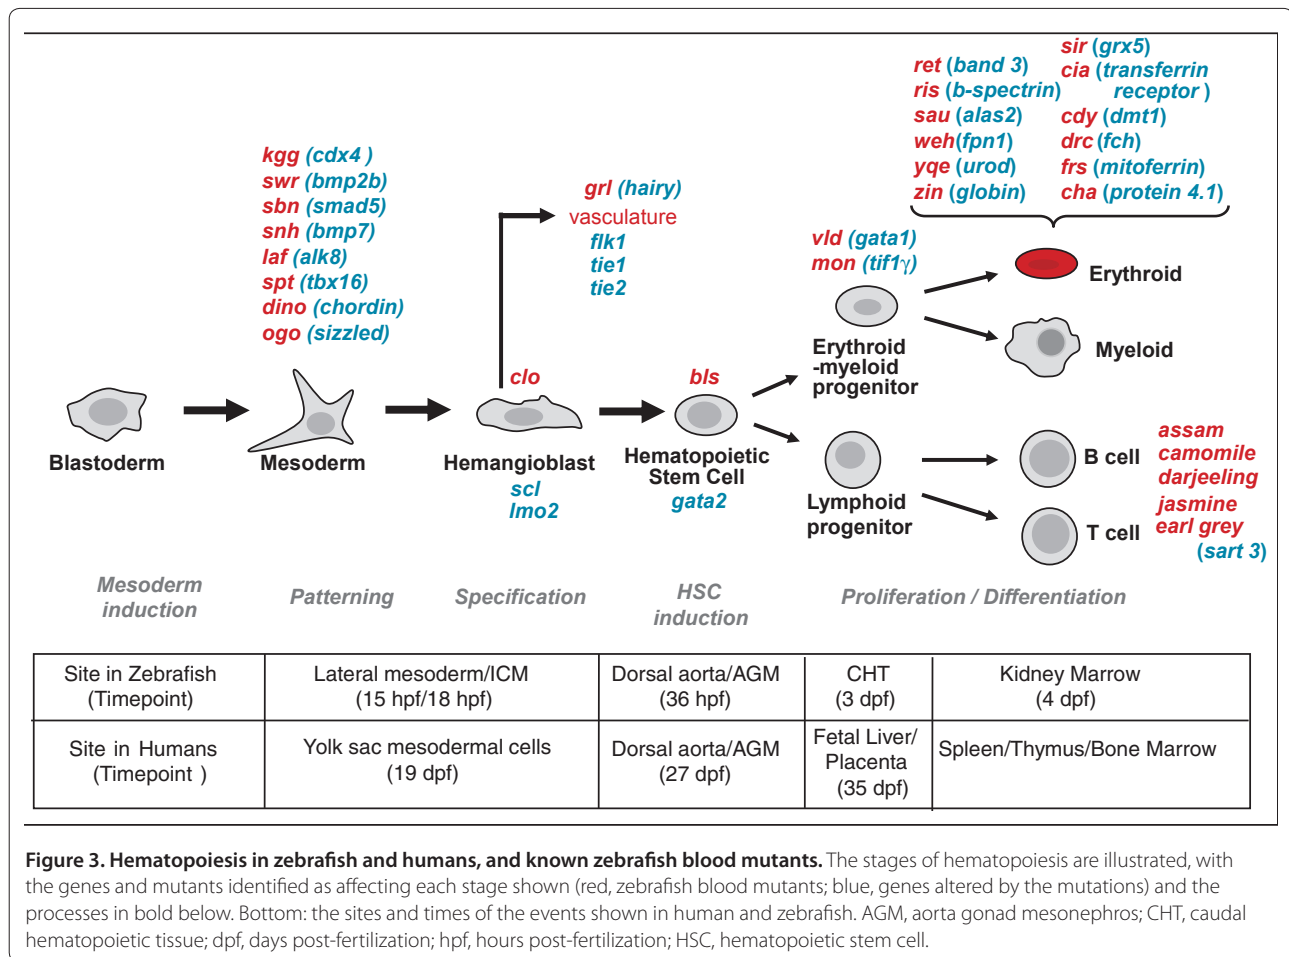 kgg (cdx4 )
swr (bmp2b)
sbn (smad5)
snh (bmp7)
laf (alk8)
spt (tbx16)
dino (chordin)
ogo (sizzled)
grl (hairy)
vasculature
flk1
tie1
tie2
ret (band 3)
ris (b-spectrin)
sau (alas2)
weh(fpn1)
yqe (urod)
zin (globin)
sir (grx5)
cia (transferrin
receptor )
cdy (dmt1)
drc (fch)
frs (mitoferrin)
cha (protein 4.1)
vld (gata1)
mon (tif1γ)
Erythroid
Myeloid
Erythroid
-myeloid
progenitor
clo
bls
Blastoderm
Mesoderm
Hemangioblast
scl
lmo2
Hematopoietic
Stem Cell
gata2
Lymphoid
progenitor
B cell
T cell
assam
camomile
darjeeling
jasmine
earl grey
(sart 3)
Mesoderm
induction
Patterning
Specification
HSC
induction
Proliferation / Differentiation
Site in Zebrafish
(Timepoint)
Lateral mesoderm/ICM
(15 hpf/18 hpf)
Dorsal aorta/AGM
(36 hpf)
CHT
(3 dpf)
Kidney Marrow
(4 dpf)
Site in Humans
(Timepoint )
Yolk sac mesodermal cells
(19 dpf)
Dorsal aorta/AGM
(27 dpf)
Fetal Liver/
Placenta
(35 dpf)
Spleen/Thymus/Bone Marrow
Figure 3. Hematopoiesis in zebrafish and humans, and known zebrafish blood mutants. The stages of hematopoiesis are illustrated, with
the genes and mutants identified as affecting each stage shown (red, zebrafish blood mutants; blue, genes altered by the mutations) and the
processes in bold below. Bottom: the sites and times of the events shown in human and zebrafish. AGM, aorta gonad mesonephros; CHT, caudal
hematopoietic tissue; dpf, days post-fertilization; hpf, hours post-fertilization; HSC, hematopoietic stem cell.